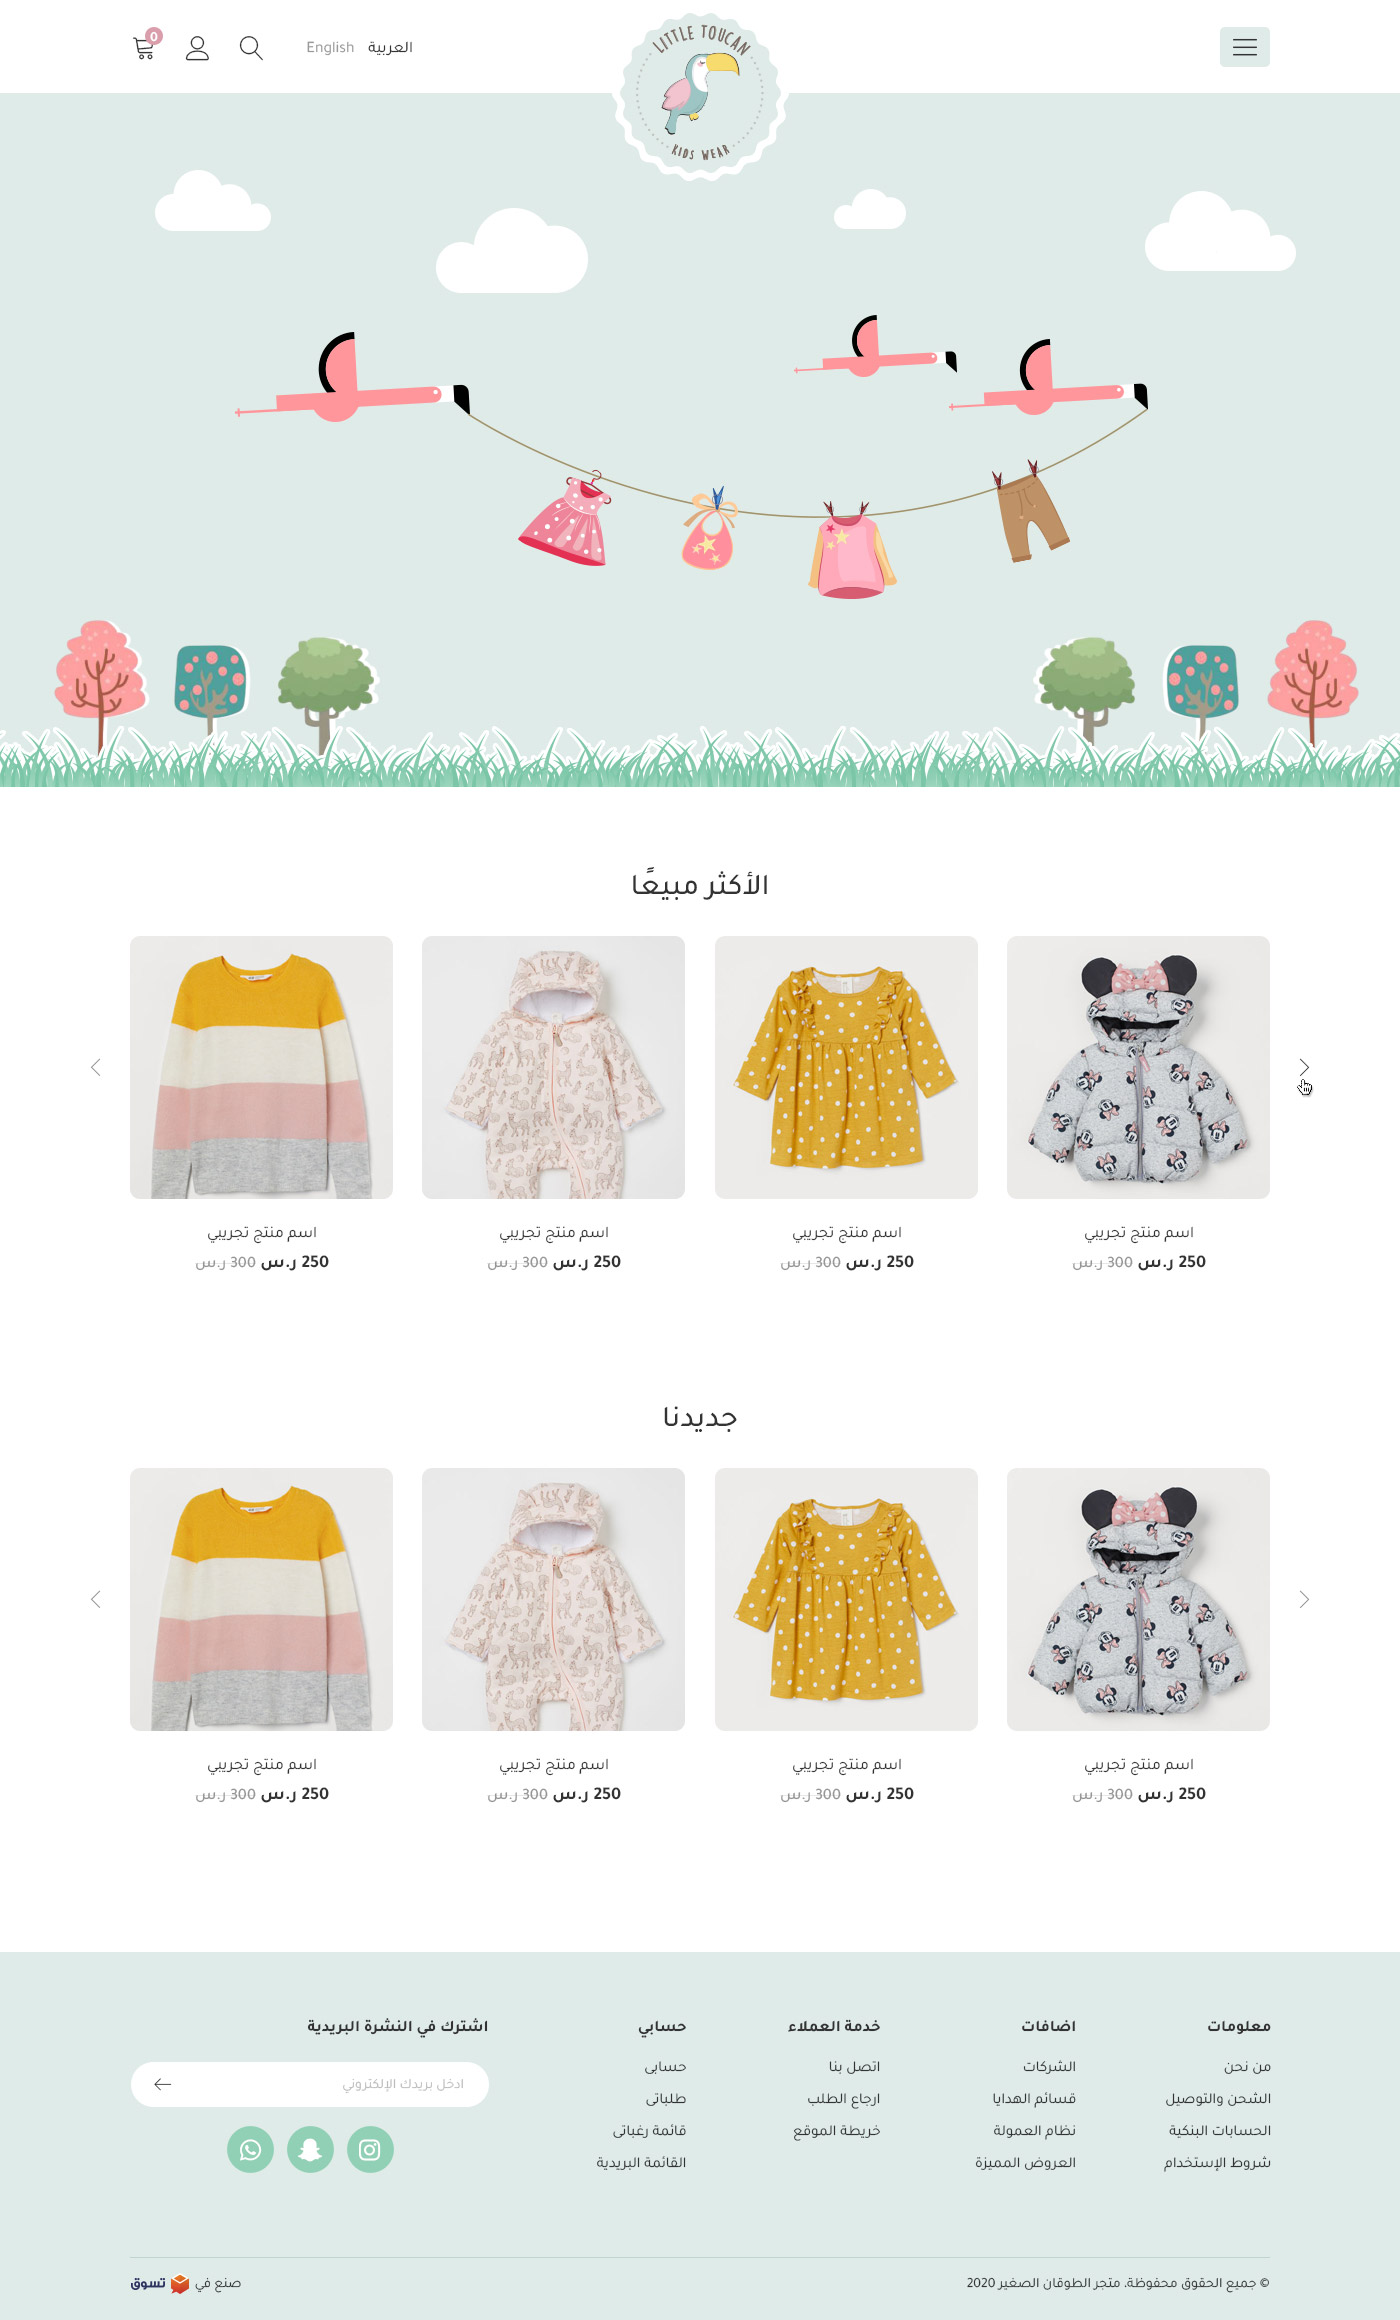 العربية English
0
LITTLE TOUCAN
KIDS WEAR
الأكثر مبيعًا
اسم منتج تجريبي
250 ر.س 300 ر.س
اسم منتج تجريبي
250 ر.س 300 ر.س
اسم منتج تجريبي
250 ر.س 300 ر.س
اسم منتج تجريبي
250 ر.س 300 ر.س
جديدنا
اسم منتج تجريبي
250 ر.س 300 ر.س
اسم منتج تجريبي
250 ر.س 300 ر.س
اسم منتج تجريبي
250 ر.س 300 ر.س
اسم منتج تجريبي
250 ر.س 300 ر.س
معلومات
من نحن
الشحن والتوصيل
الحسابات البنكية
شروط الإستخدام
اضافات
الشركات
قسائم الهدايا
نظام العمولة
العروض المميزة
خدمة العملاء
اتصل بنا
ارجاع الطلب
خريطة الموقع
حسابي
حسابى
طلباتى
قائمة رغباتى
القائمة البريدية
اشترك في النشرة البريدية
ادخل بريدك الإلكتروني
© جميع الحقوق محفوظة، متجر الطوقان الصغير 2020
صنع في تسوق